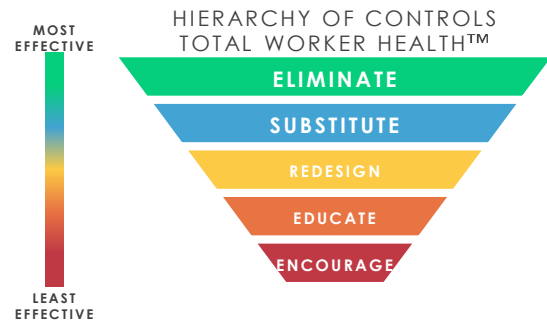 HIERARCHY OF CONTROLS
TOTAL WORKER HEALTH™
MOST
EFFECTIVE
ELIMINATE
SUBSTITUTE
REDESIGN
EDUCATE
ENCOURAGE
LEAST
EFFECTIVE